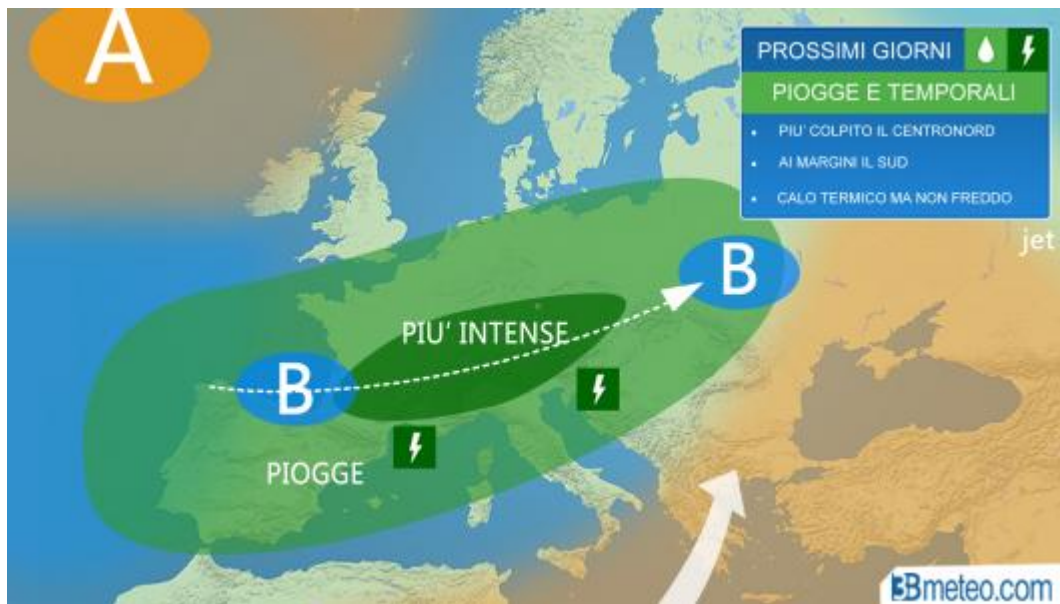 A
PROSSIMI GIORNI
PIOGGE E TEMPORALI
• PIU' COLPITO IL CENTRONORD
• AI MARGINI IL SUD
• CALO TERMICO MA NON FREDDO
jet
B
PIU' INTENSE
B
PIOGGE
3Bmeteo.com